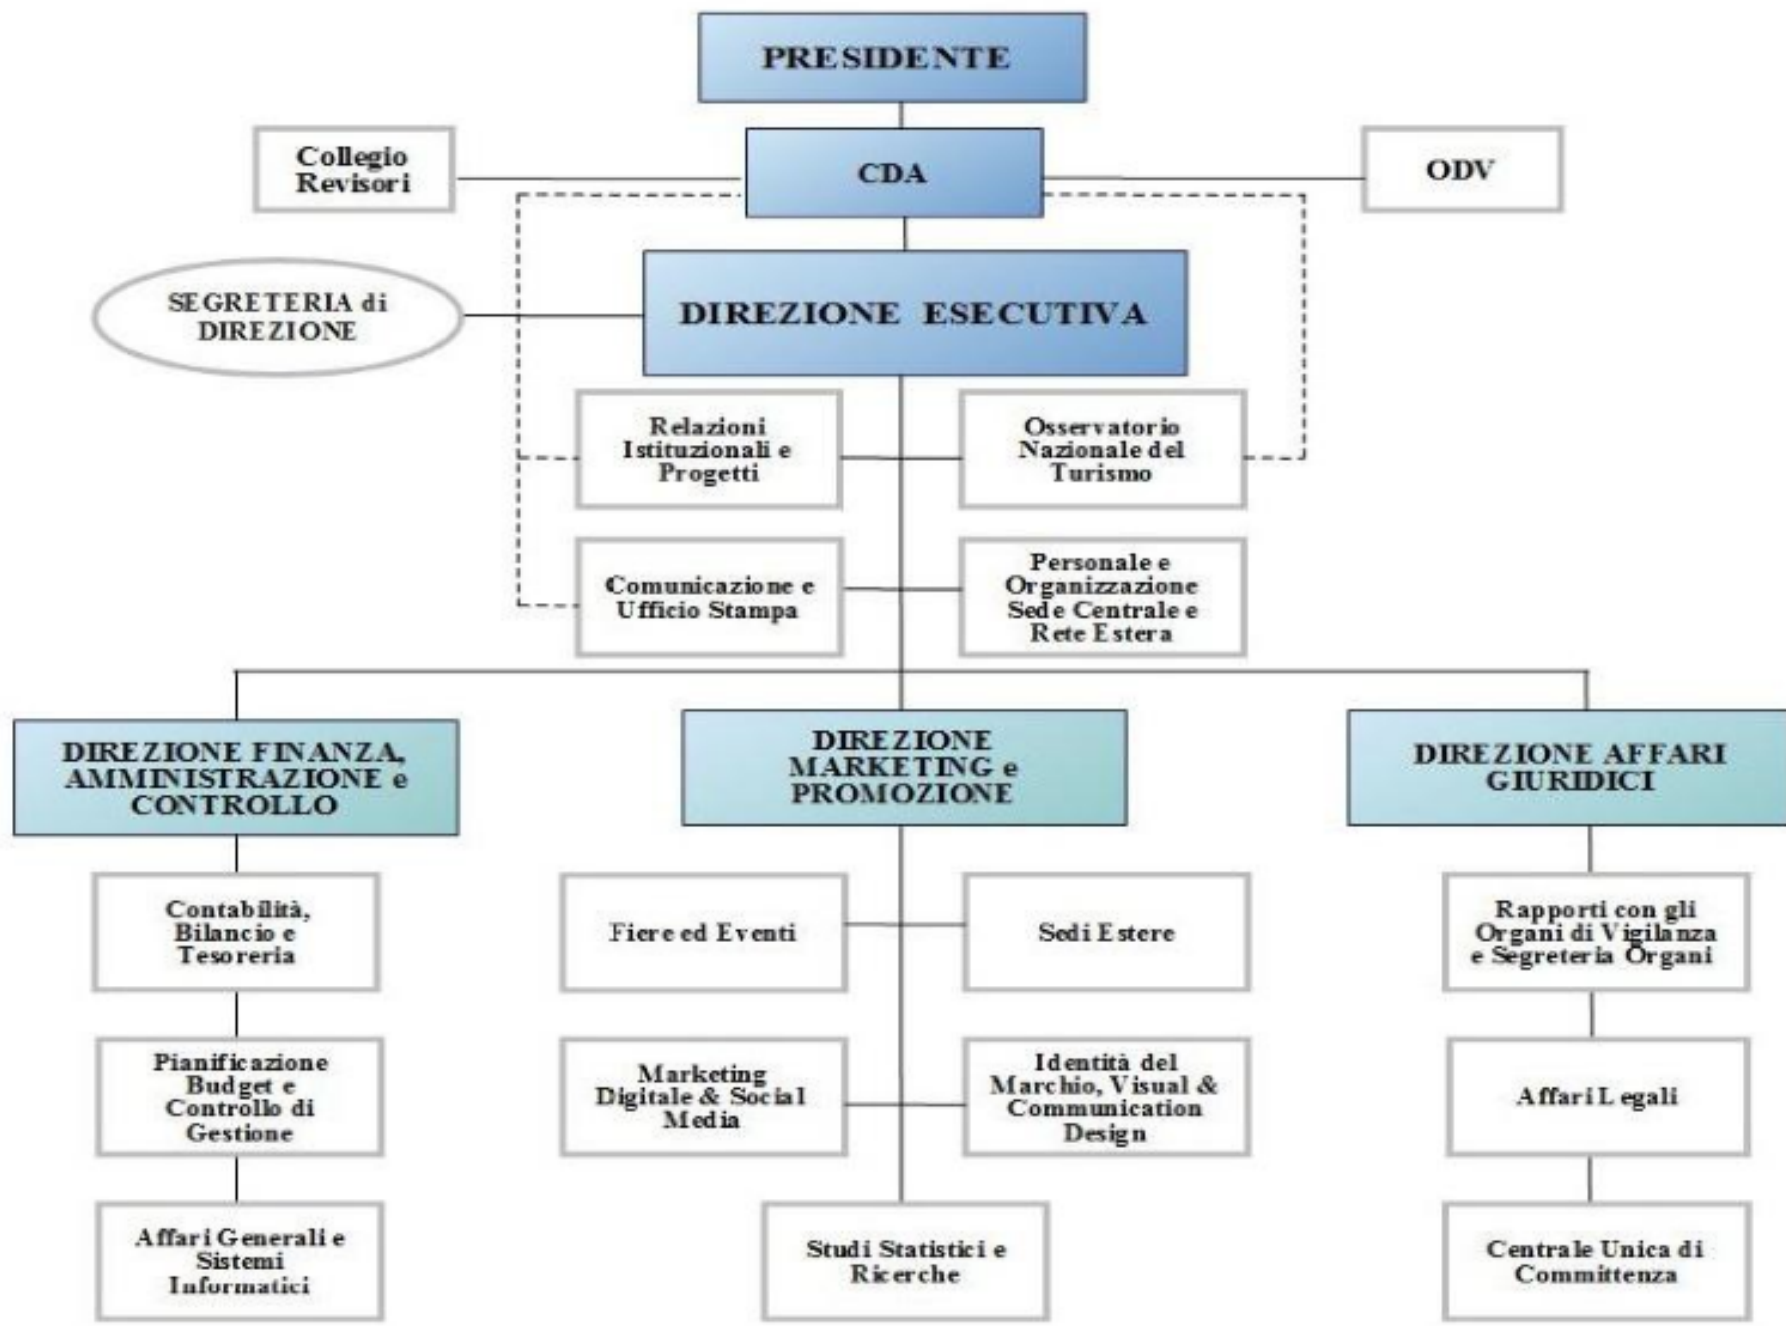 PRESIDENTE
Collegio
Revisori
CDA
ODV
SEGRETERIA di
DIREZIONE
DIREZIONE ESECUTIVA
Relazioni
Istituzionali e
Progetti
Osservatorio
Nazionale del
Turismo
Comunicazione e
Ufficio Stampa
Personale e
Organizzazione
Sede Centrale e
Rete Estera
DIREZIONE FINANZA,
AMMINISTRAZIONE e
CONTROLLO
DIREZIONE
MARKETING e
PROMOZIONE
DIREZIONE AFFARI
GIURIDICI
Contabilità,
Bilancio e
Tesoreria
Fiere ed Eventi
Sedi Estere
Rapporti con gli
Organi di Vigilanza
e Segreteria Organi
Pianificazione
Budget e
Controllo di
Gestione
Marketing
Digitale & Social
Media
Identità del
Marchio, Visual &
Communication
Design
Affari Legali
Affari Generali e
Sistemi
Informatici
Studi Statistici e
Ricerche
Centrale Unica di
Committenza